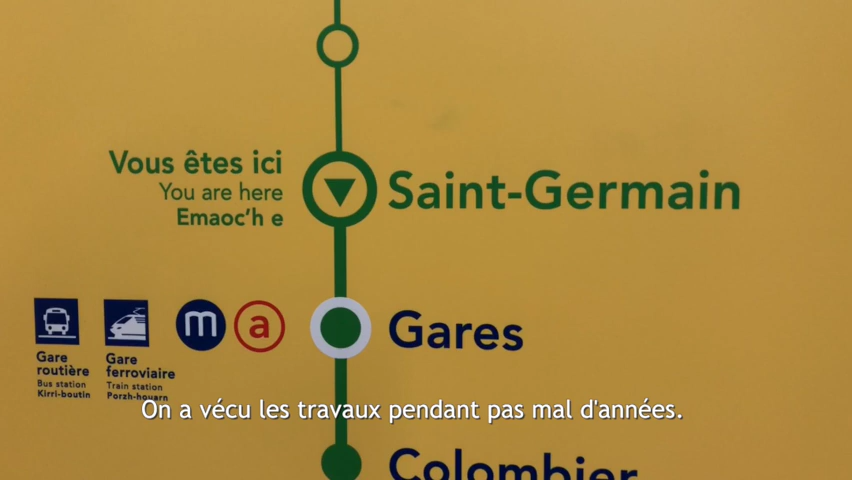 Vous êtes ici
You are here
Emaoc'h e
Saint-Germain
m a
Gares
Gare
routière
Bus station
Kirri-boutin
Gare
ferroviaire
Train station
Porzh-houarn
On a vécu les travaux pendant pas mal d'années.
Colombier